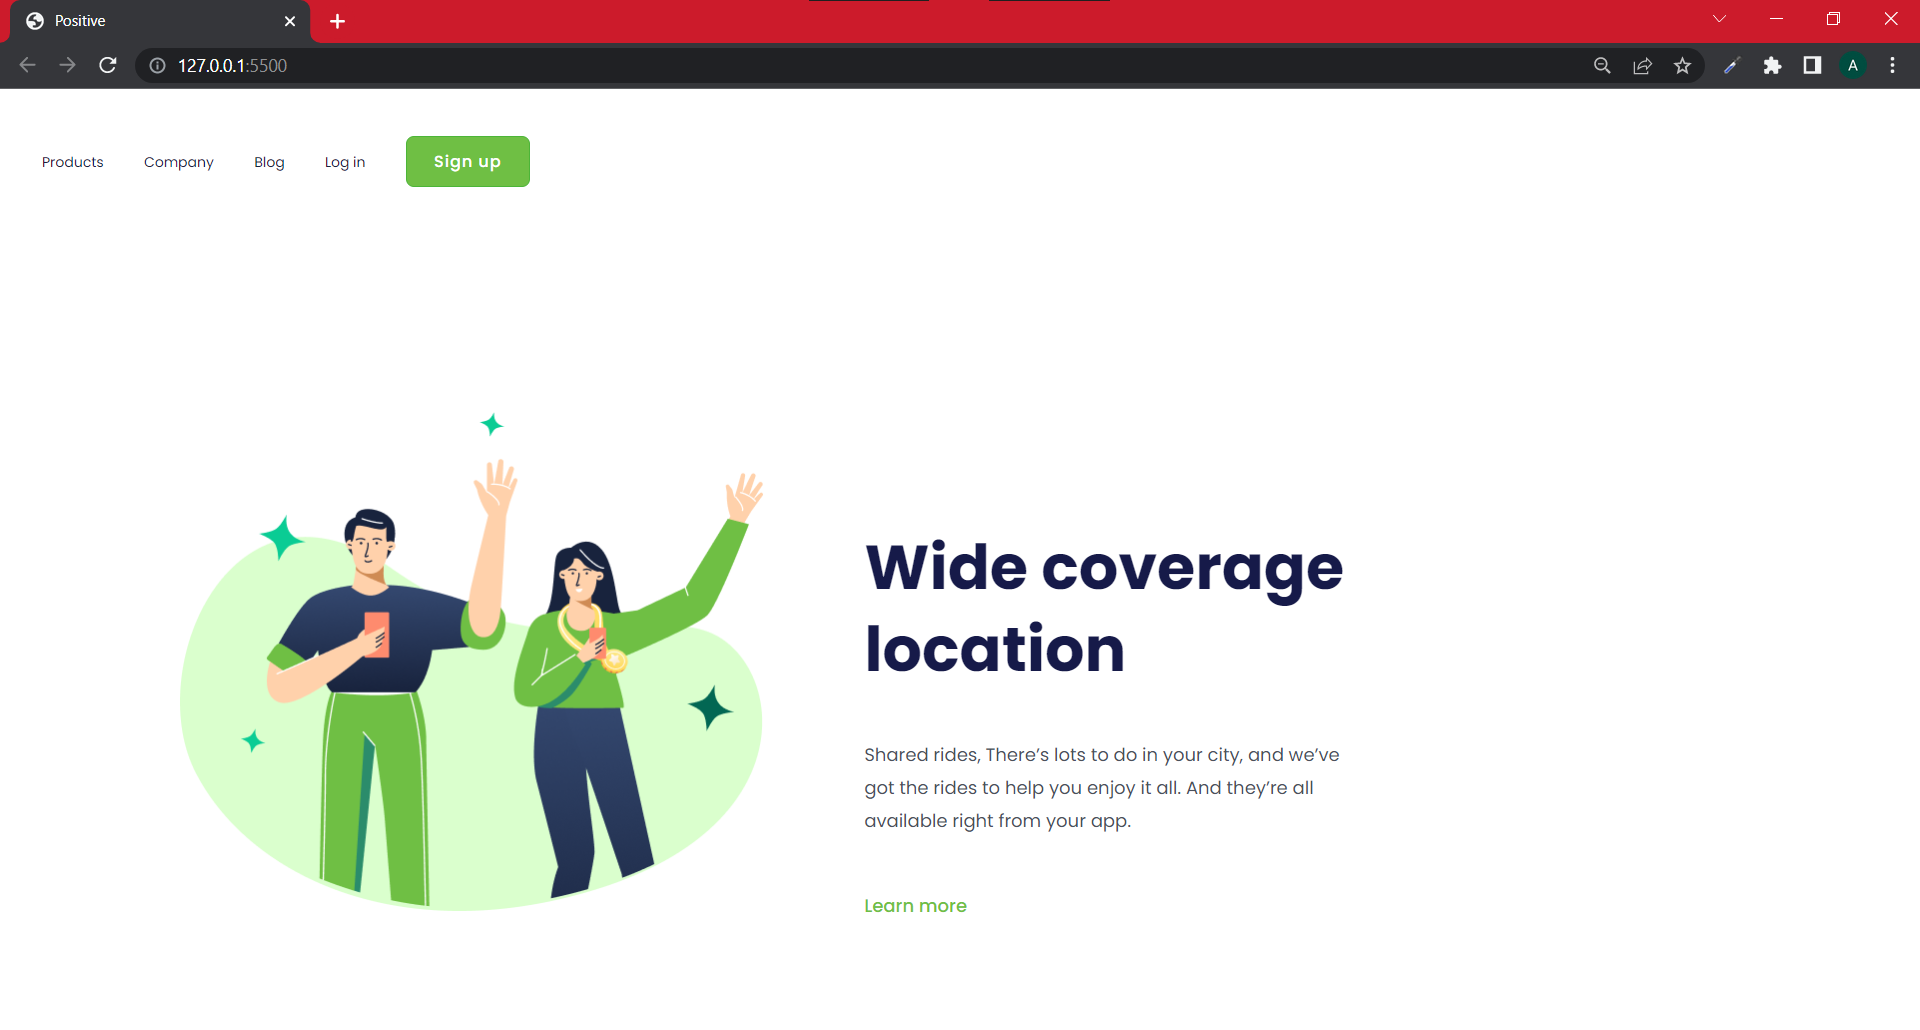 Positive
127.0.0.1:5500
A
Products Company Blog Log in Sign up
Wide coverage
location
Shared rides, There’s lots to do in your city, and we’ve
got the rides to help you enjoy it all. And they’re all
available right from your app.
Learn more